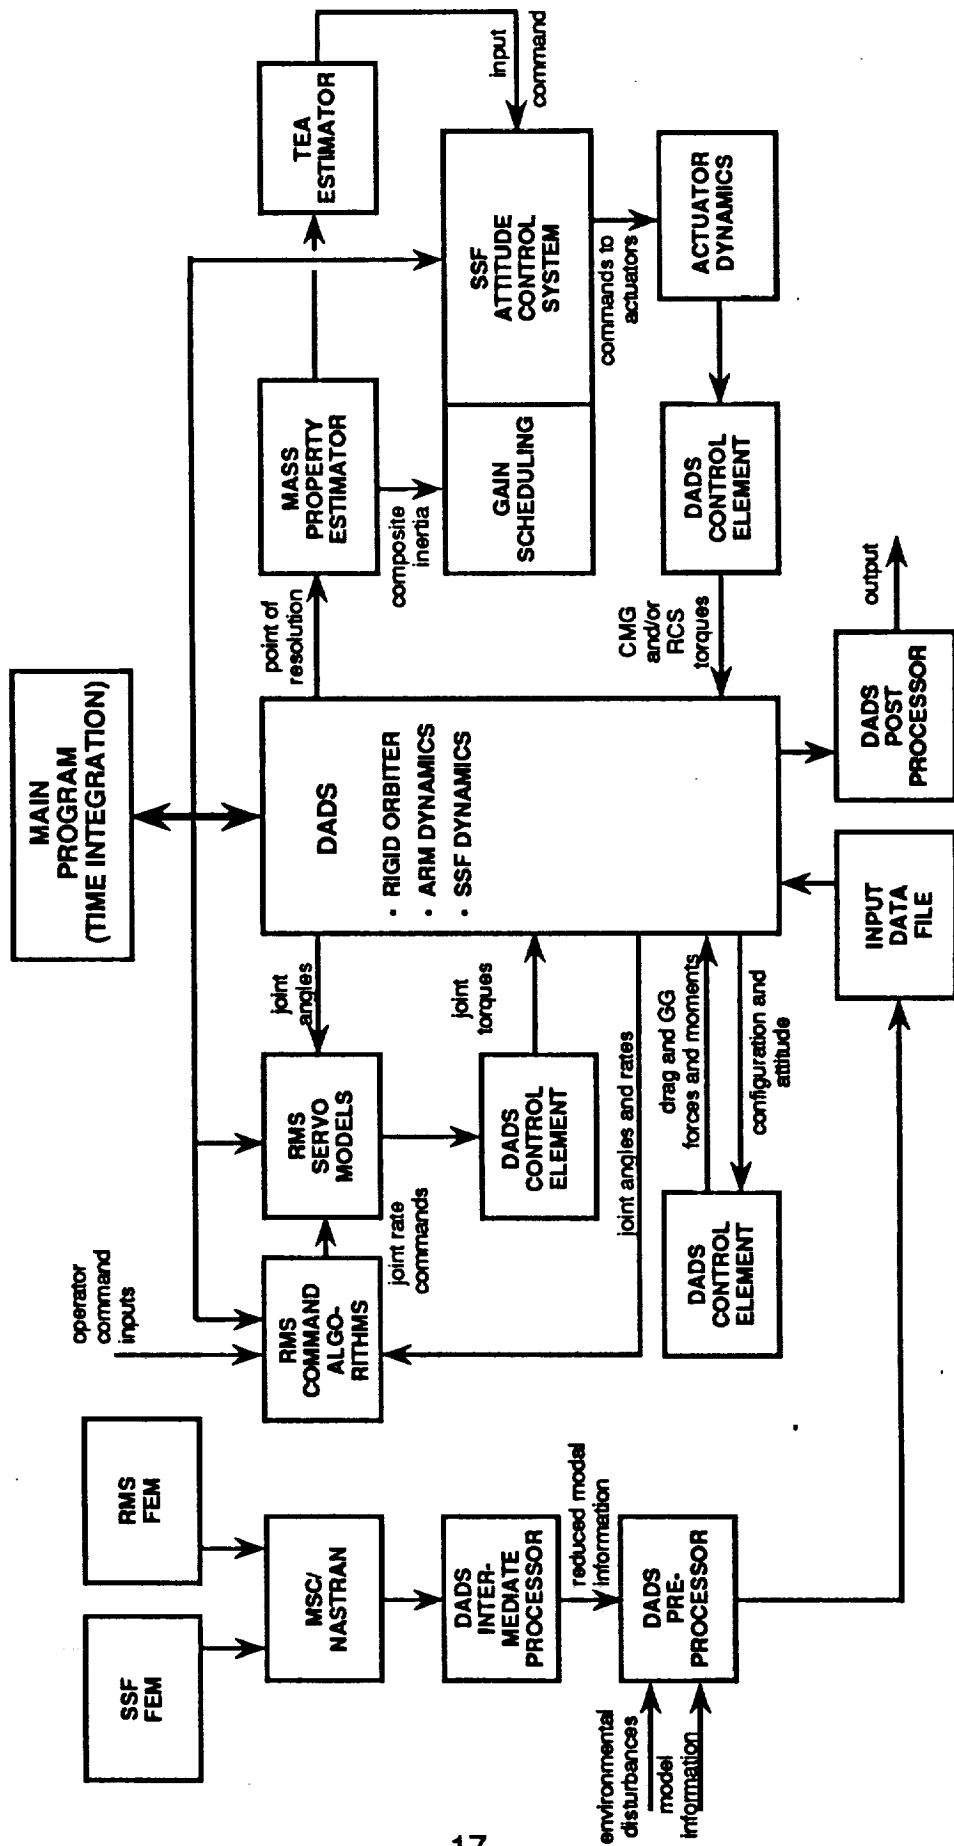 MAIN
PROGRAM
(TIME INTEGRATION)
SSF
FEM
RMS
FEM
MSC/
NASTRAN
DADS
INTER-
MEDIATE
PROCESSOR
reduced modal
information
environmental
disturbances
model
information
DADS
PRE-
PROCESSOR
operator
command
inputs
RMS
COMMAND
ALGO-
RITHMS
joint rate
commands
RMS
SERVO
MODELS
joint
angles
DADS
CONTROL
ELEMENT
joint
torques
joint angles and rates
DADS
CONTROL
ELEMENT
drag and GG
forces and moments
configuration and
attitude
DADS
• RIGID ORBITER
• ARM DYNAMICS
• SSF DYNAMICS
INPUT
DATA
FILE
DADS
POST
PROCESSOR
output
point of
resolution
MASS
PROPERTY
ESTIMATOR
composite
inertia
TEA
ESTIMATOR
input
command
GAIN
SCHEDULING
SSF
ATTITUDE
CONTROL
SYSTEM
commands to
actuators
ACTUATOR
DYNAMICS
DADS
CONTROL
ELEMENT
CMG
and/or
RCS
torques
17